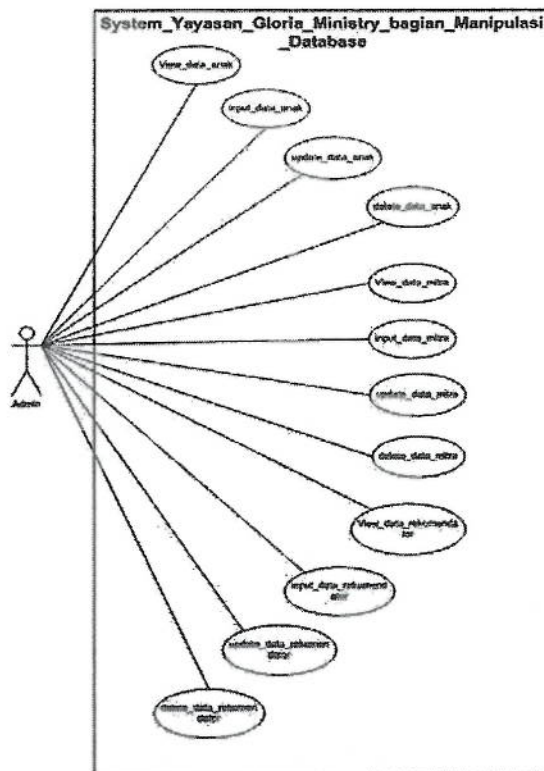 System_Yayasan_Gloria_Ministry_bagian_Manipulasi
_Database
View_data_anak
input_data_anak
update_data_anak
delete_data_anak
View_data_mitra
input_data_mitra
Admin
update_data_mitra
delete_data_mitra
View_data_rekomenda
tor
input_data_rekomend
ator
update_data_rekomen
dator
delete_data_rekomen
dator